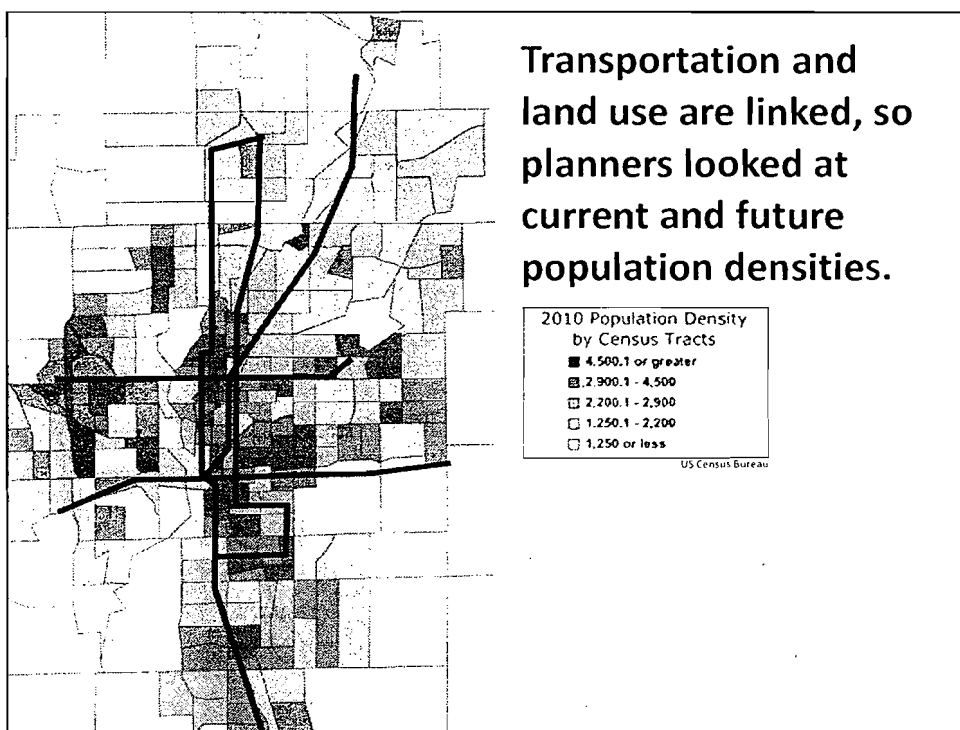 Transportation and
land use are linked, so
planners looked at
current and future
population densities.
2010 Population Density
by Census Tracts
4,500.1 or greater
2,900.1 - 4,500
2,200.1 - 2,900
1,250.1 - 2,200
1,250 or less
US Census Bureau